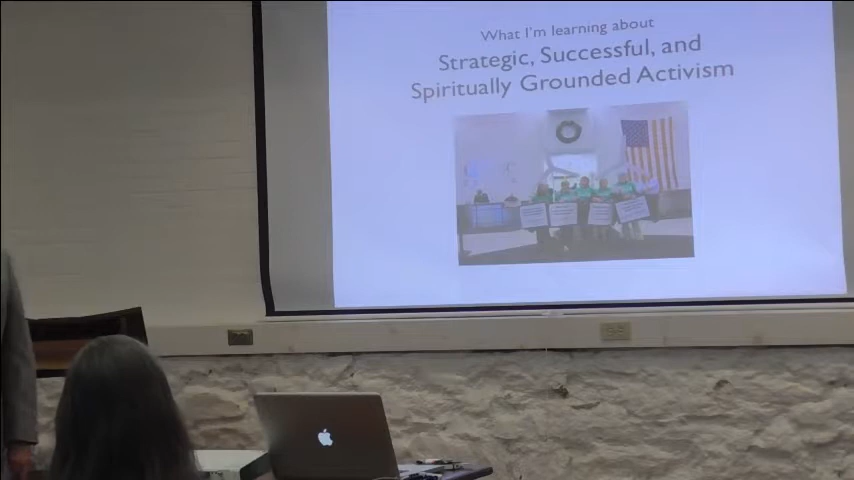 What I'm learning about
Strategic, Successful, and
Spiritually Grounded Activism